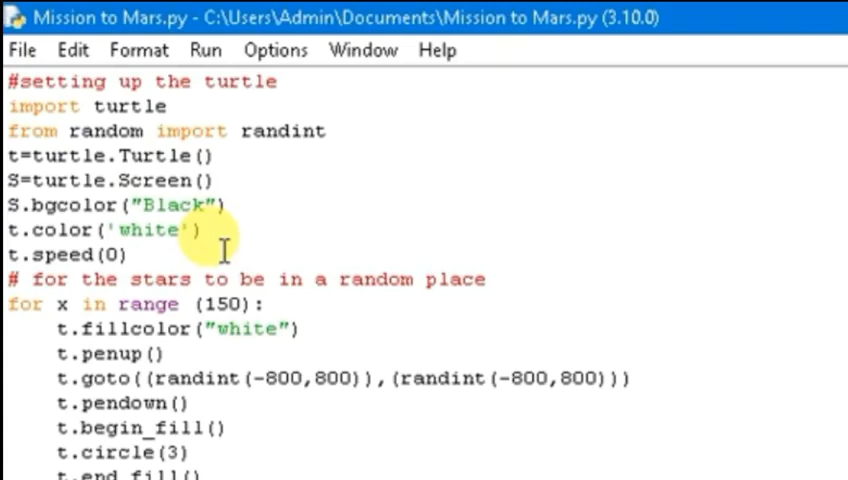 Mission to Mars.py - C:\Users\Admin\Documents\Mission to Mars.py (3.10.0)
File Edit Format Run Options Window Help
#setting up the turtle
import turtle
from random import randint
t=turtle.Turtle()
S=turtle.Screen()
S.bgcolor("Black")
t.color('white')
t.speed(0)
# for the stars to be in a random place
for x in range (150):
    t.fillcolor("white")
    t.penup()
    t.goto((randint(-800,800)),(randint(-800,800)))
    t.pendown()
    t.begin_fill()
    t.circle(3)
    t.end_fill()